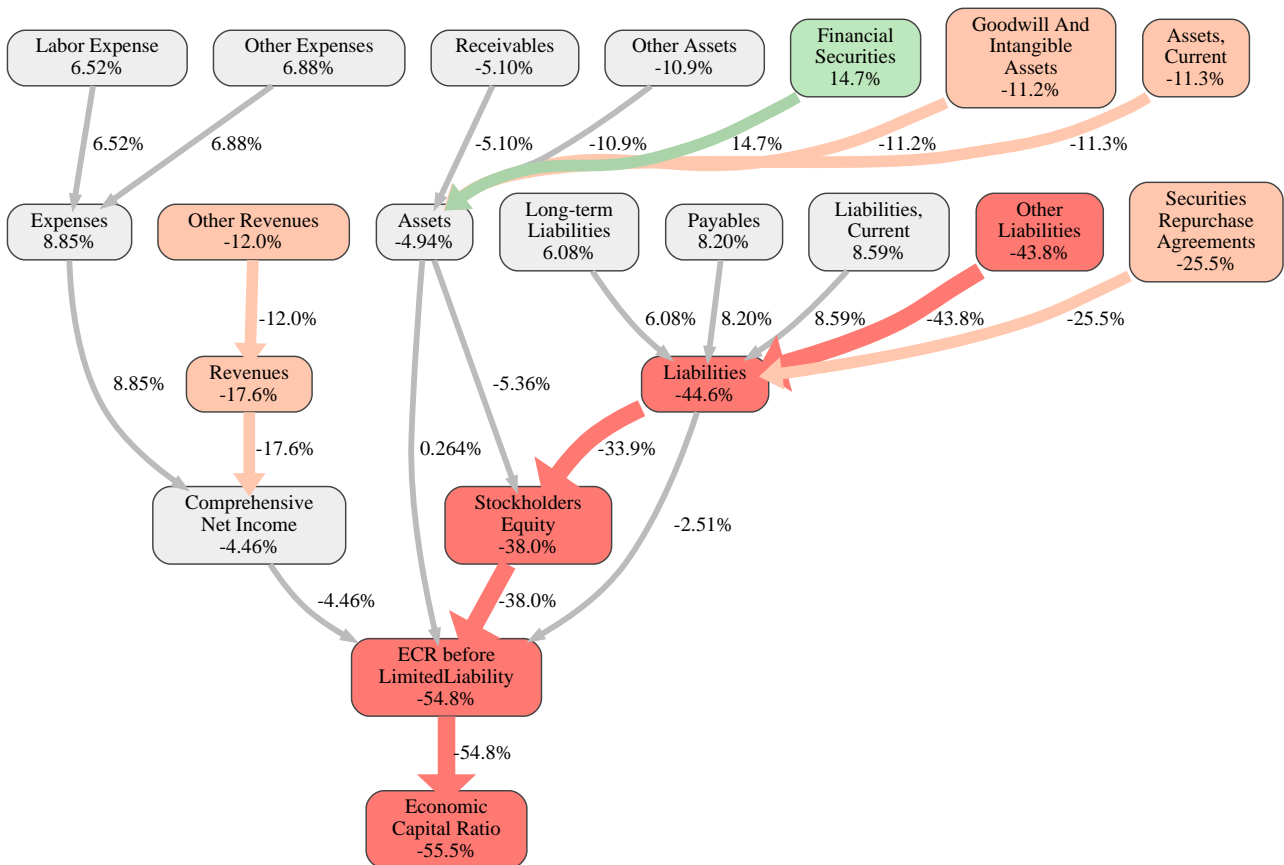 Labor Expense
6.52%
Other Expenses
6.88%
Receivables
-5.10%
Other Assets
-10.9%
Financial
Securities
14.7%
Goodwill And
Intangible
Assets
-11.2%
Assets,
Current
-11.3%
6.52%
6.88%
-5.10%
-10.9%
14.7%
-11.2%
-11.3%
Expenses
8.85%
Other Revenues
-12.0%
Assets
-4.94%
Long-term
Liabilities
6.08%
Payables
8.20%
Liabilities,
Current
8.59%
Other
Liabilities
-43.8%
Securities
Repurchase
Agreements
-25.5%
-12.0%
6.08%
8.20%
8.59%
-43.8%
-25.5%
Revenues
-17.6%
Liabilities
-44.6%
8.85%
-5.36%
-17.6%
0.264%
-33.9%
-2.51%
Comprehensive
Net Income
-4.46%
Stockholders
Equity
-38.0%
-4.46%
-38.0%
ECR before
LimitedLiability
-54.8%
-54.8%
Economic
Capital Ratio
-55.5%